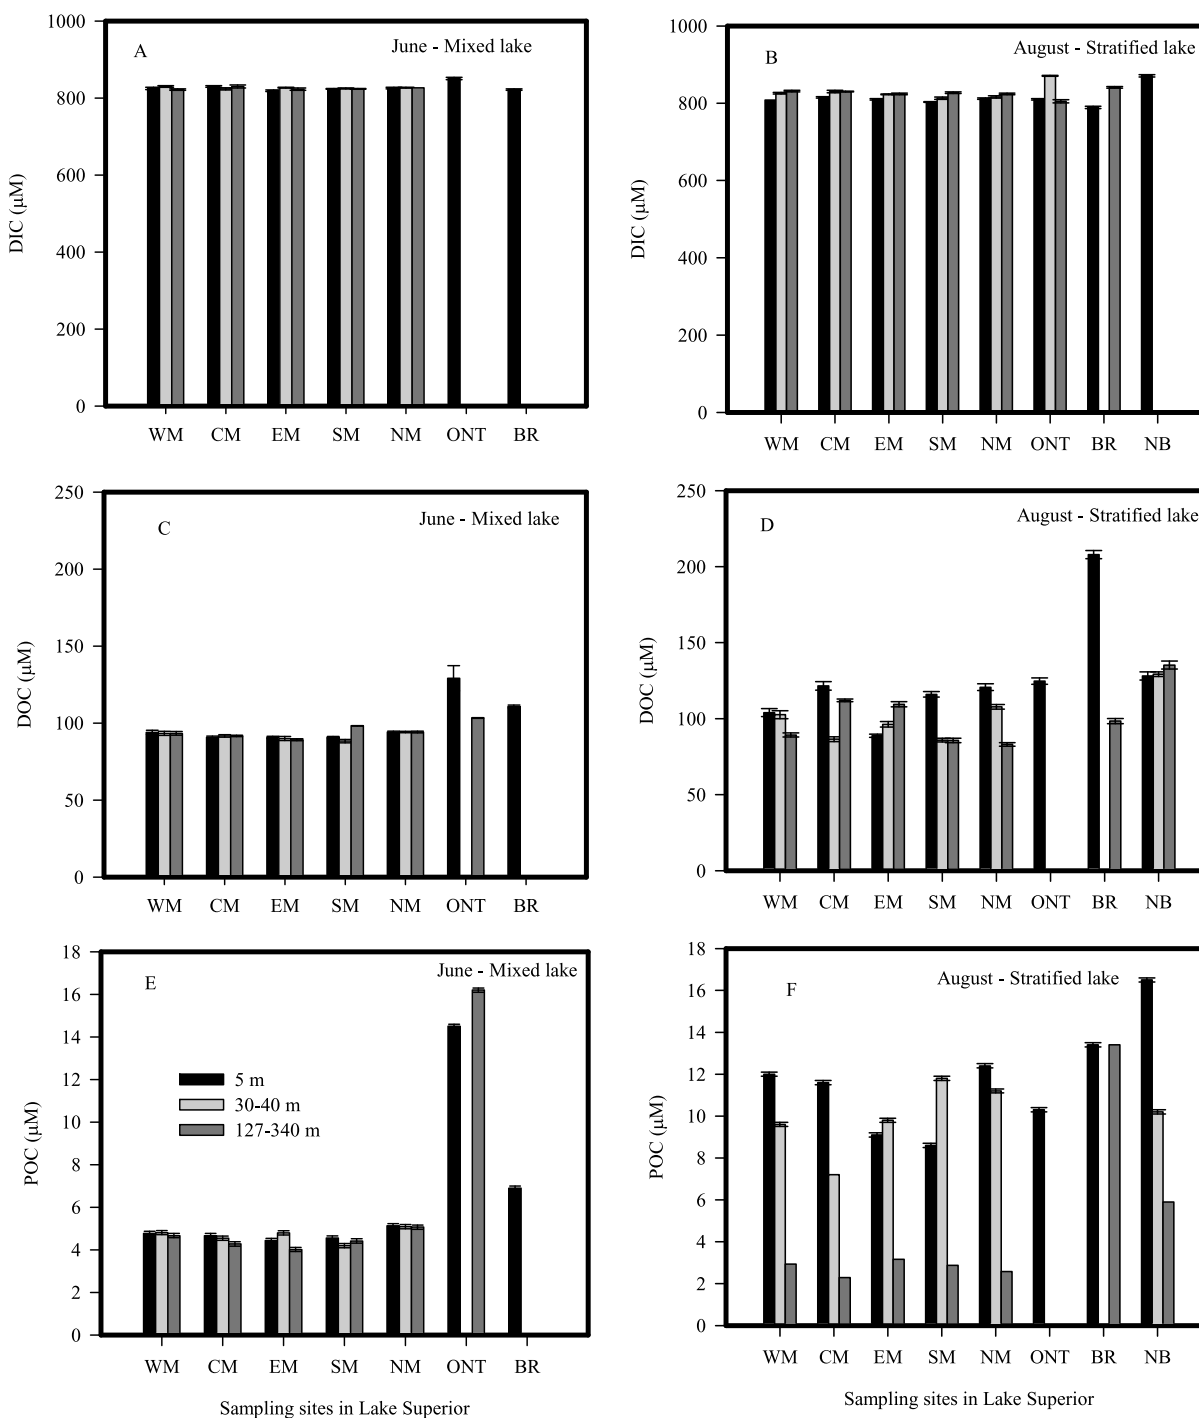 A
June - Mixed lake
1000
800
600
400
200
0
DIC (µM)
WM CM EM SM NM ONT BR
B
August - Stratified lake
1000
800
600
400
200
0
DIC (µM)
WM CM EM SM NM ONT BR NB
C
June - Mixed lake
250
200
150
100
50
0
DOC (µM)
WM CM EM SM NM ONT BR
D
August - Stratified lake
250
200
150
100
50
0
DOC (µM)
WM CM EM SM NM ONT BR NB
E
June - Mixed lake
18
16
14
12
10
8
6
4
2
0
POC (µM)
5 m
30-40 m
127-340 m
WM CM EM SM NM ONT BR
Sampling sites in Lake Superior
F
August - Stratified lake
18
16
14
12
10
8
6
4
2
0
POC (µM)
WM CM EM SM NM ONT BR NB
Sampling sites in Lake Superior